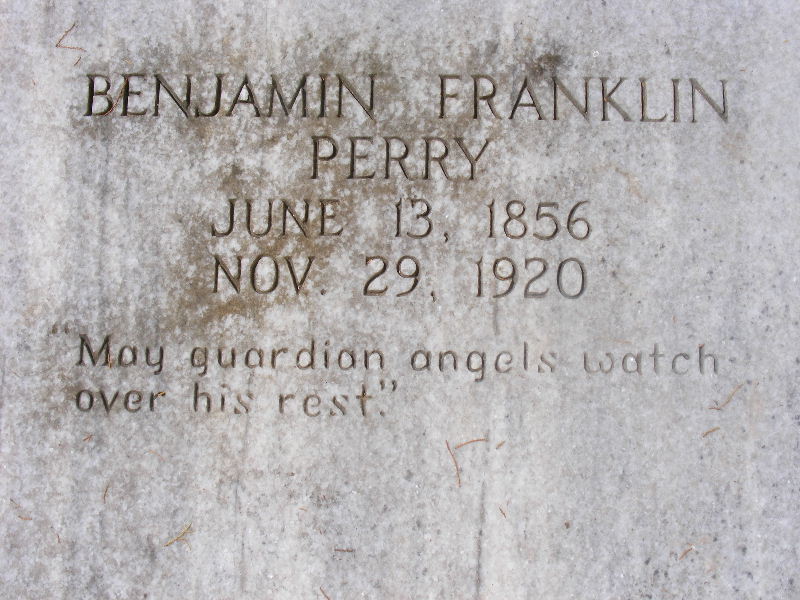 BENJAMIN FRANKLIN
PERRY
JUNE 13, 1856
NOV. 29, 1920
"May guardian angels watch
over his rest."